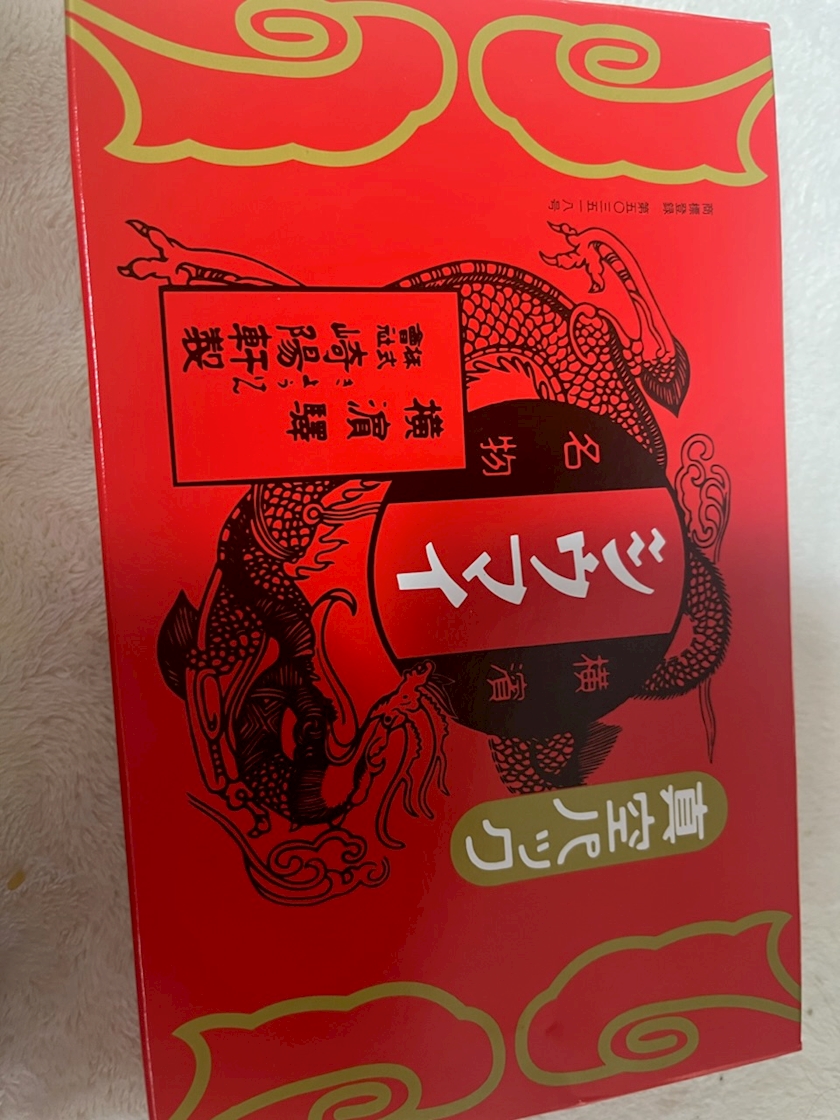 真空パック
横濱
名物
シウマイ
横濱驛
株式會社
崎陽軒製
商標登録 第五〇三五一八号